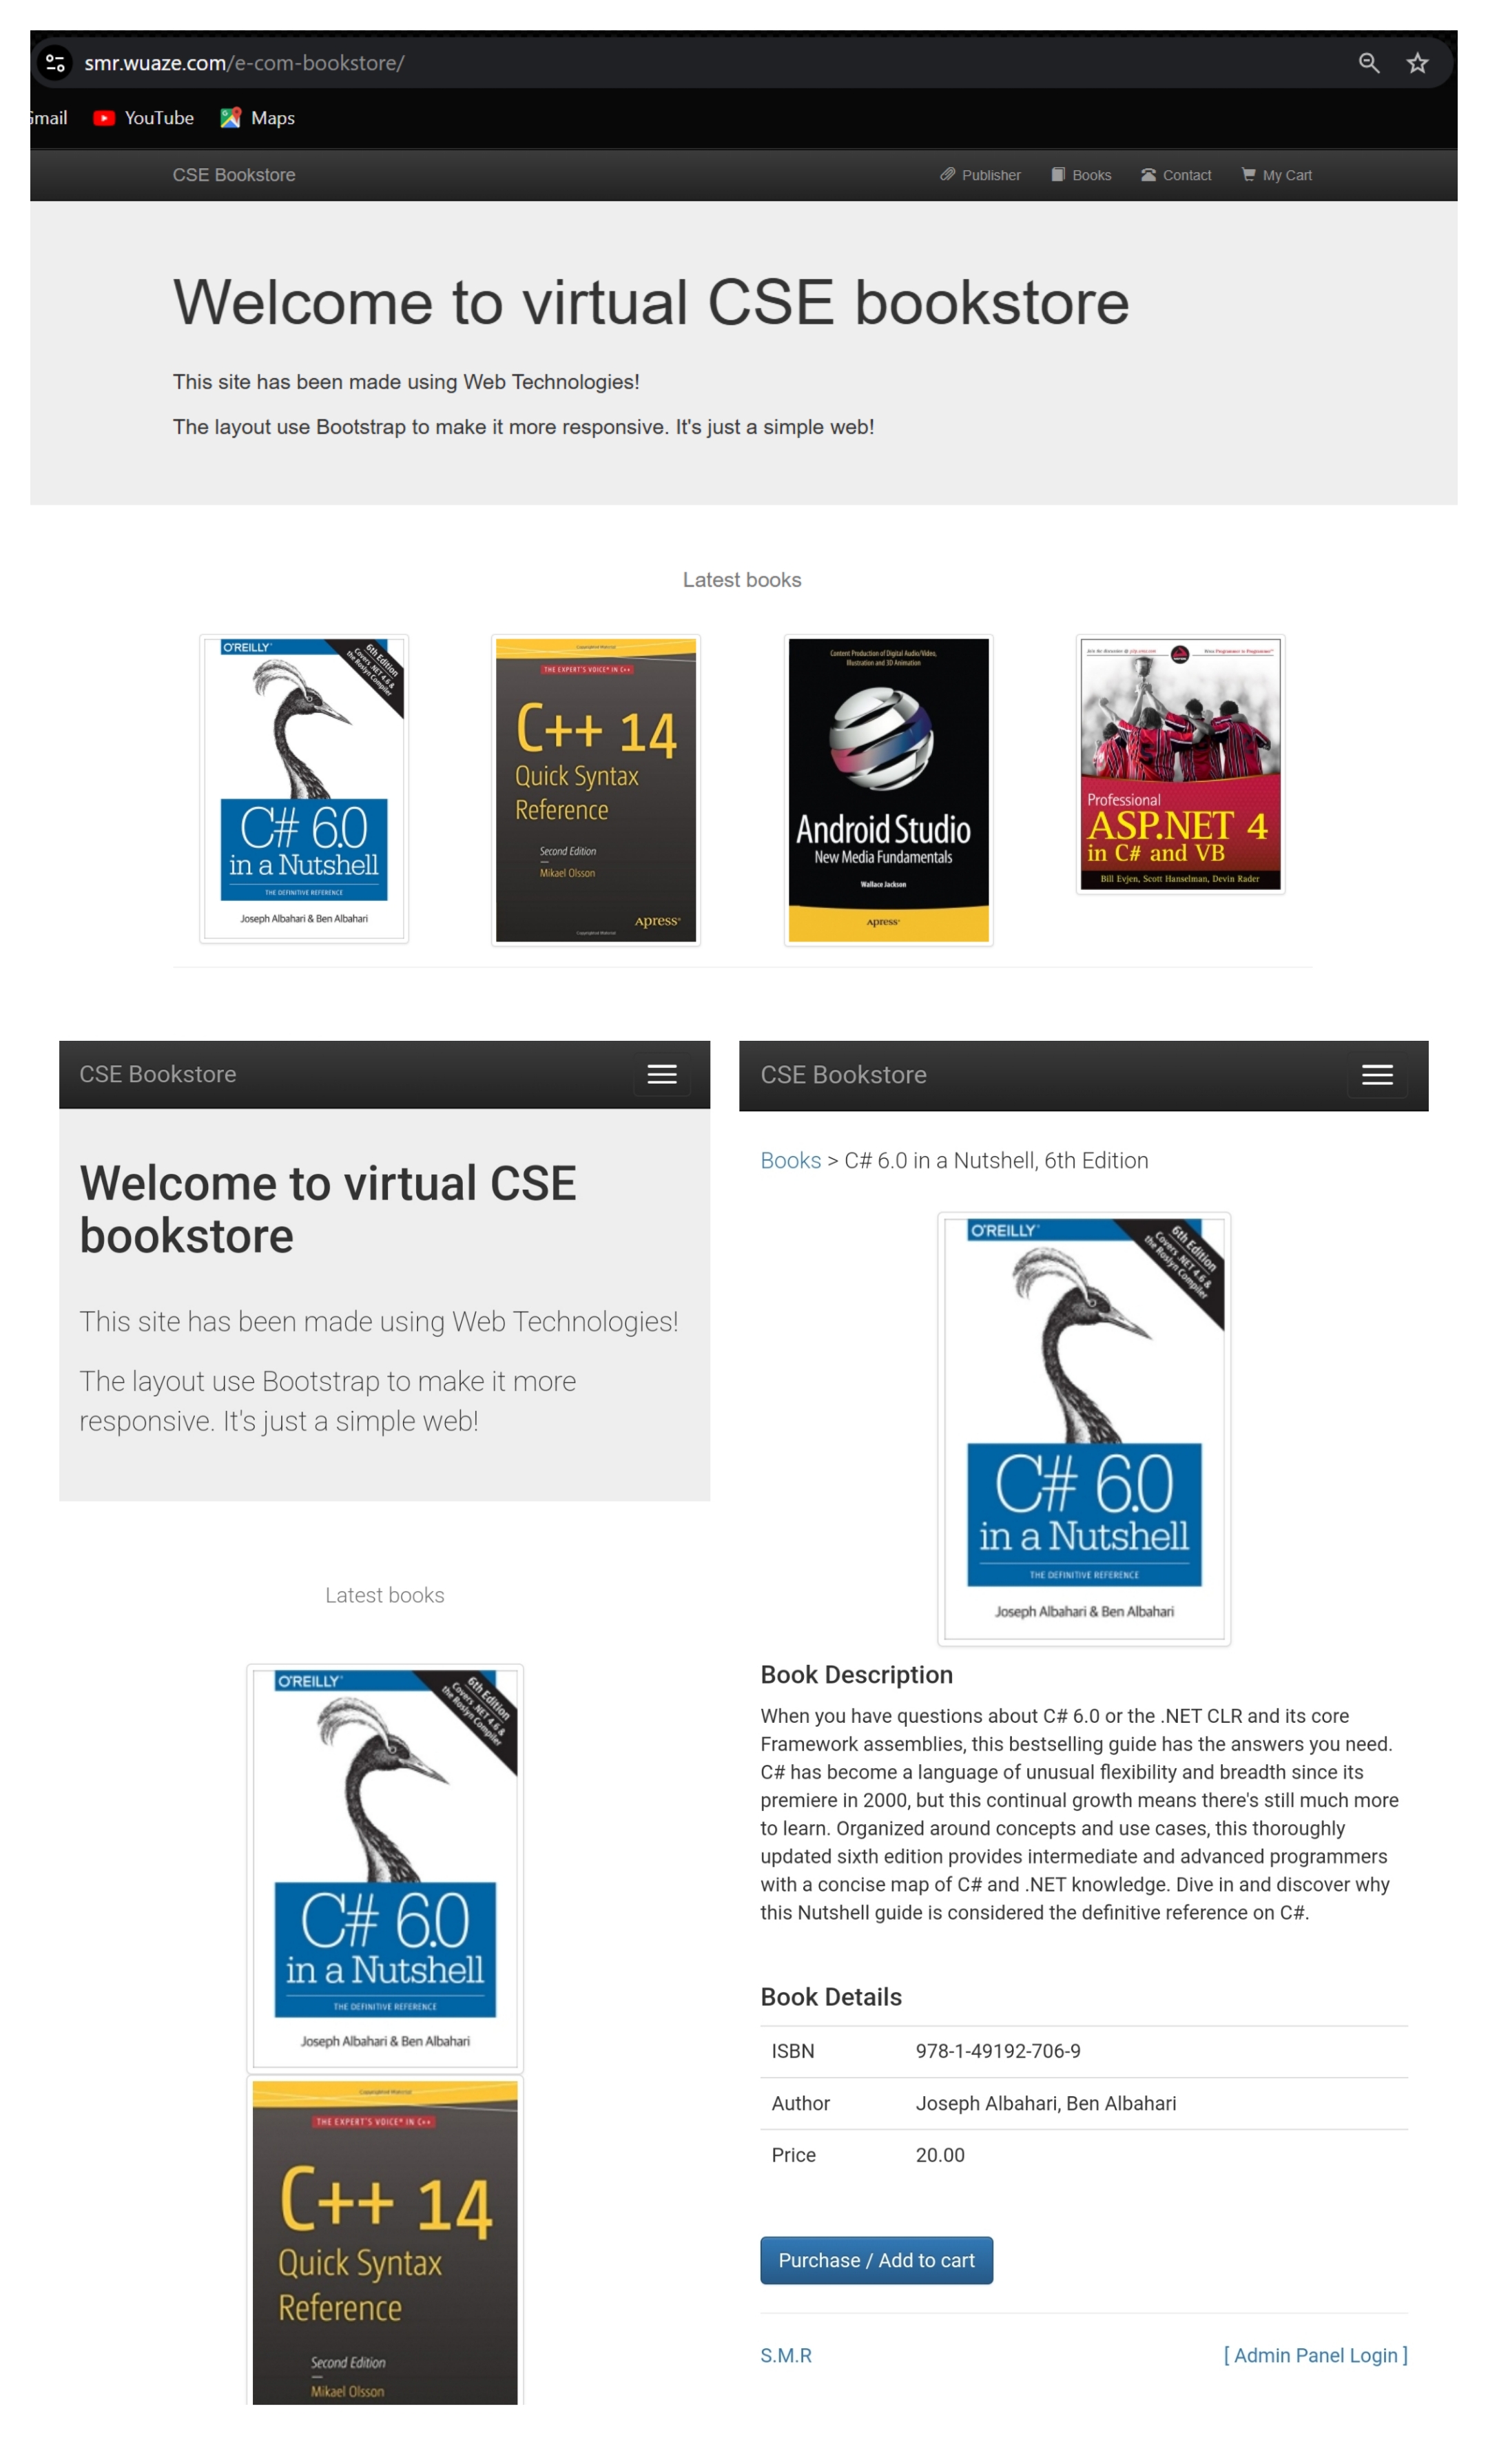 smr.wuaze.com/e-com-bookstore/
Gmail YouTube Maps
CSE Bookstore Publisher Books Contact My Cart
Welcome to virtual CSE bookstore
This site has been made using Web Technologies!
The layout use Bootstrap to make it more responsive. It's just a simple web!
Latest books
O'REILLY
6th Edition
Covers .NET 4.6 &
the Roslyn Compiler
C# 6.0
in a Nutshell
THE DEFINITIVE REFERENCE
Joseph Albahari & Ben Albahari
Copyrighted Material
THE EXPERT'S VOICE® IN C++
C++ 14
Quick Syntax
Reference
Second Edition
Mikael Olsson
Apress®
Copyrighted Material
Content Production of Digital Audio/Video,
Illustration and 3D Animation
Android Studio
New Media Fundamentals
Wallace Jackson
Apress®
Professional
ASP.NET 4
in C# and VB
Bill Evjen, Scott Hanselman, Devin Rader
CSE Bookstore
Welcome to virtual CSE
bookstore
This site has been made using Web Technologies!
The layout use Bootstrap to make it more
responsive. It's just a simple web!
Latest books
O'REILLY
6th Edition
Covers .NET 4.6 &
the Roslyn Compiler
C# 6.0
in a Nutshell
THE DEFINITIVE REFERENCE
Joseph Albahari & Ben Albahari
Copyrighted Material
THE EXPERT'S VOICE® IN C++
C++ 14
Quick Syntax
Reference
Second Edition
Mikael Olsson
CSE Bookstore
Books > C# 6.0 in a Nutshell, 6th Edition
O'REILLY
6th Edition
Covers .NET 4.6 &
the Roslyn Compiler
C# 6.0
in a Nutshell
THE DEFINITIVE REFERENCE
Joseph Albahari & Ben Albahari
Book Description
When you have questions about C# 6.0 or the .NET CLR and its core
Framework assemblies, this bestselling guide has the answers you need.
C# has become a language of unusual flexibility and breadth since its
premiere in 2000, but this continual growth means there's still much more
to learn. Organized around concepts and use cases, this thoroughly
updated sixth edition provides intermediate and advanced programmers
with a concise map of C# and .NET knowledge. Dive in and discover why
this Nutshell guide is considered the definitive reference on C#.
Book Details
ISBN 978-1-49192-706-9
Author Joseph Albahari, Ben Albahari
Price 20.00
Purchase / Add to cart
S.M.R [ Admin Panel Login ]